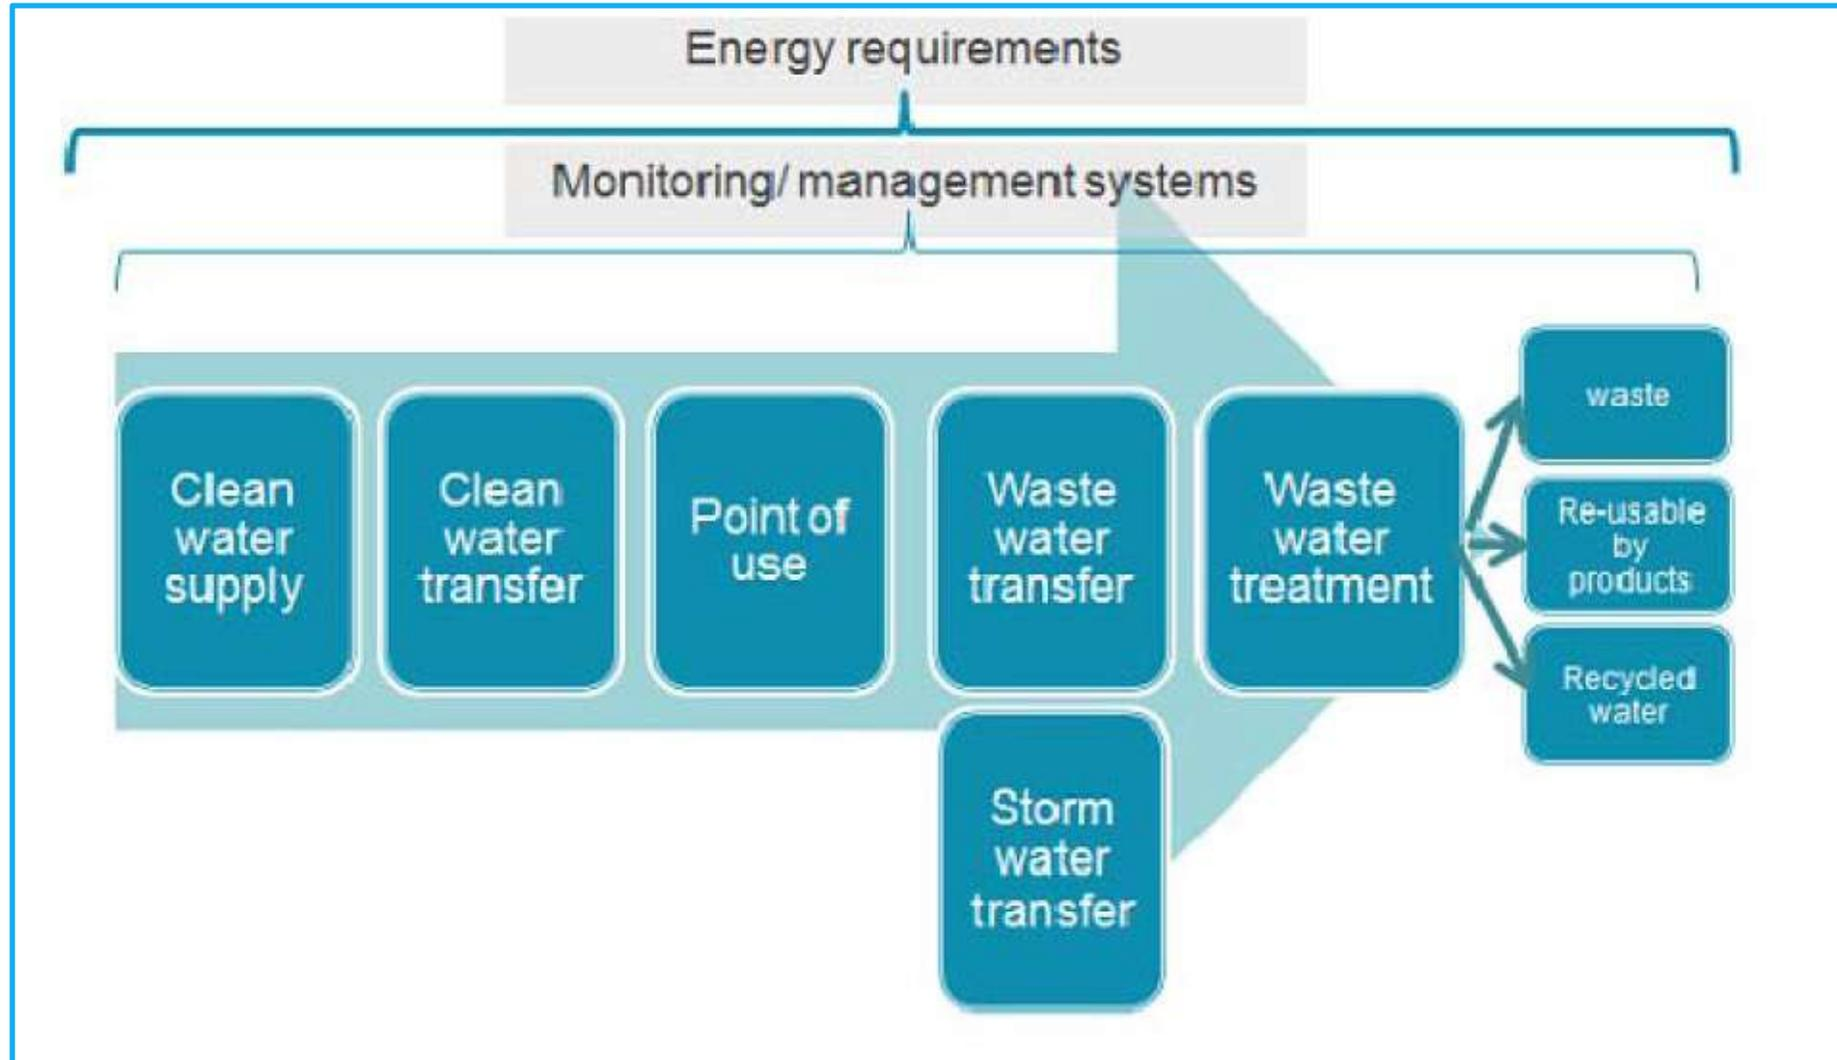 Energy requirements
Monitoring/ management systems
Clean
water
supply
Clean
water
transfer
Point of
use
Waste
water
transfer
Waste
water
treatment
waste
Re-usable
by
products
Recycled
water
Storm
water
transfer